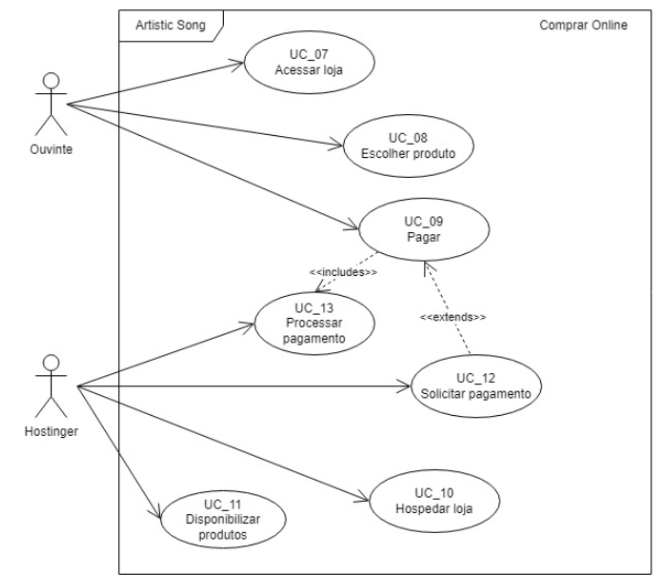 Artistic Song
Comprar Online
UC_07
Acessar loja
Ouvinte
UC_08
Escolher produto
UC_09
Pagar
<<includes>>
UC_13
Processar
pagamento
<<extends>>
Hostinger
UC_12
Solicitar pagamento
UC_10
Hospedar loja
UC_11
Disponibilizar
produtos